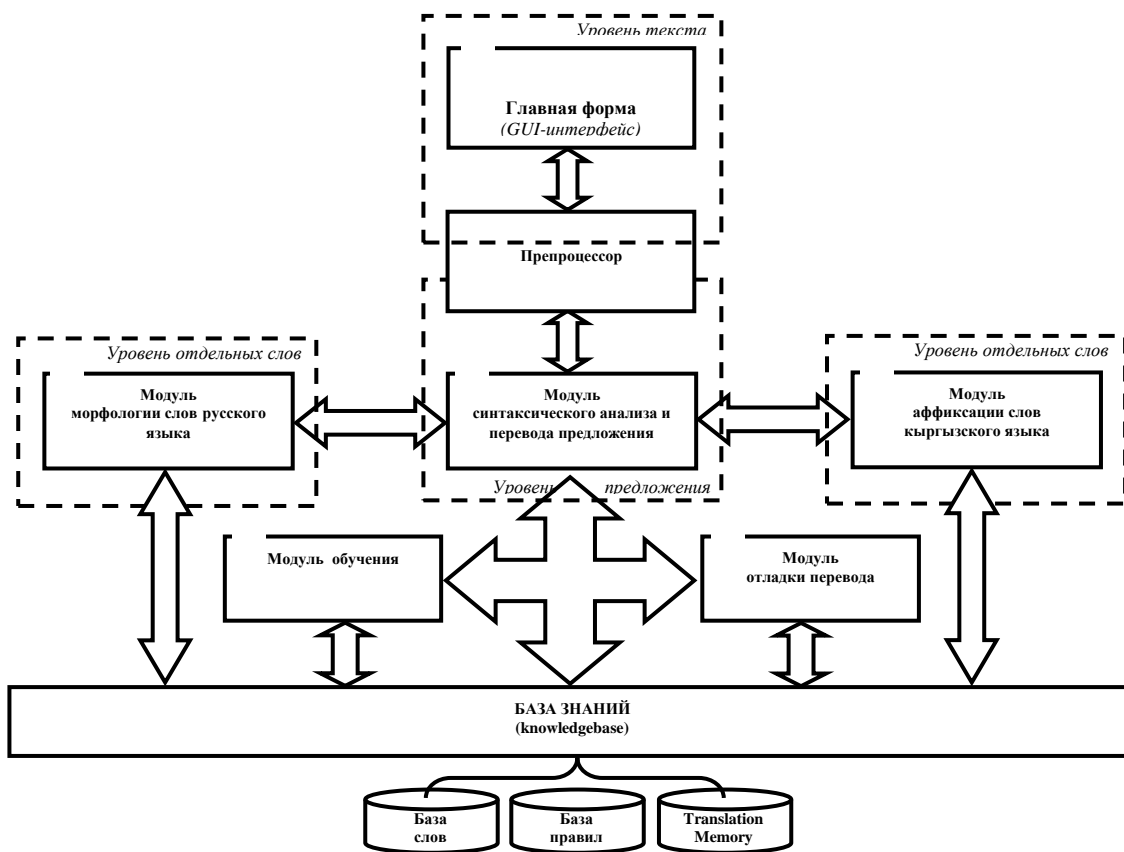 Уровень текста
Главная форма
(GUI-интерфейс)
Препроцессор
Уровень отдельных слов
Модуль
морфологии слов русского
языка
Модуль
синтаксического анализа и
перевода предложения
Уровень предложения
Уровень отдельных слов
Модуль
аффиксации слов
кыргызского языка
Модуль обучения
Модуль
отладки перевода
БАЗА ЗНАНИЙ
(knowledgebase)
База
слов
База
правил
Translation
Memory